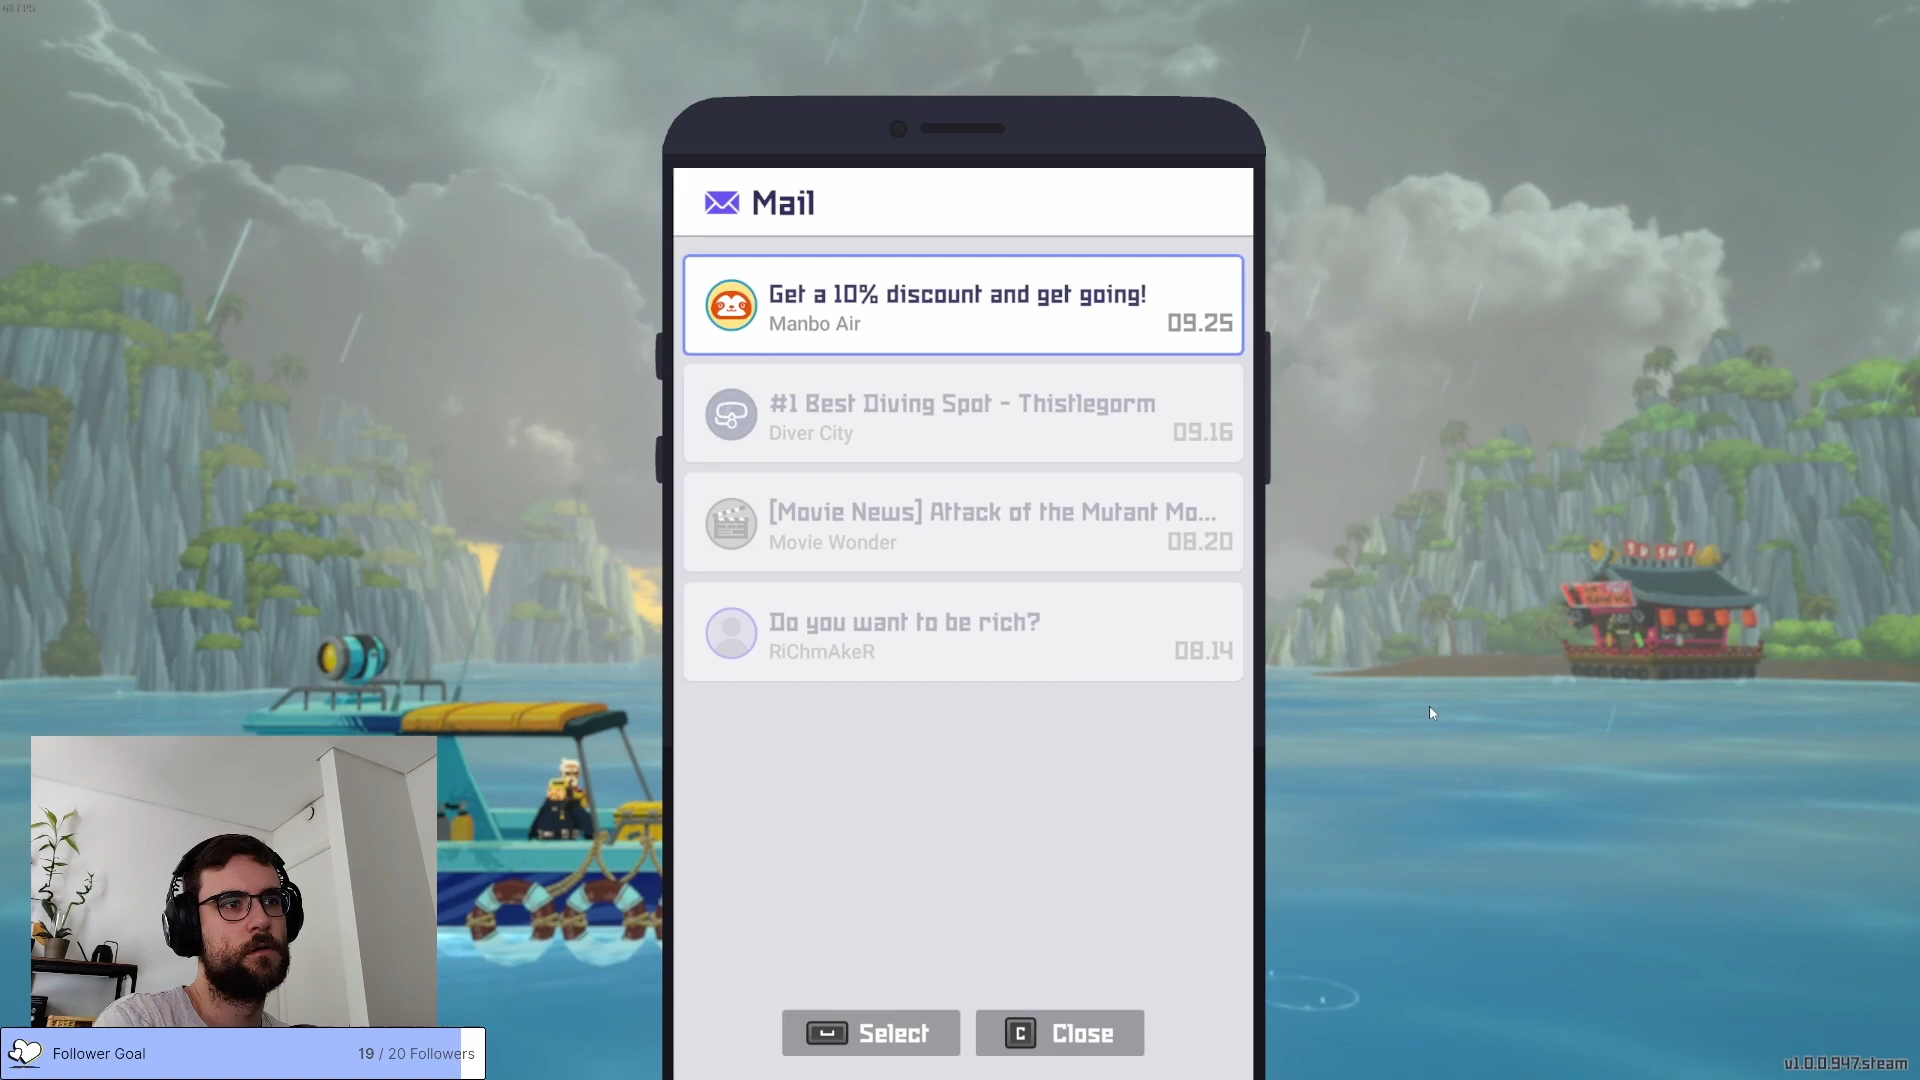 60 FPS
Mail
Get a 10% discount and get going!
Manbo Air
09.25
#1 Best Diving Spot - Thistlegorm
Diver City
09.16
[Movie News] Attack of the Mutant Mo...
Movie Wonder
08.20
Do you want to be rich?
RiChmAkeR
08.14
SUSHI
Select
C Close
Follower Goal
19 / 20 Followers
v1.0.0.947.steam